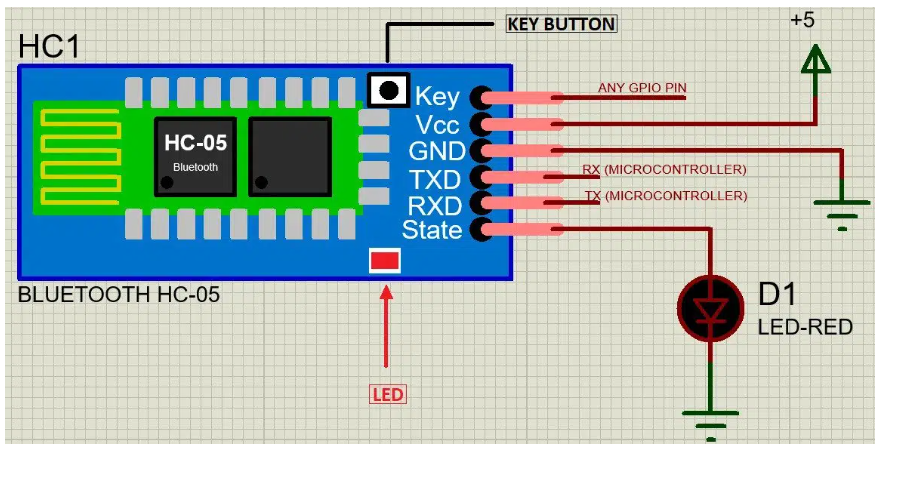 KEY BUTTON
+5
HC1
Key
ANY GPIO PIN
Vcc
GND
HC-05
Bluetooth
TXD
RX (MICROCONTROLLER)
RXD
TX (MICROCONTROLLER)
State
BLUETOOTH HC-05
D1
LED-RED
LED